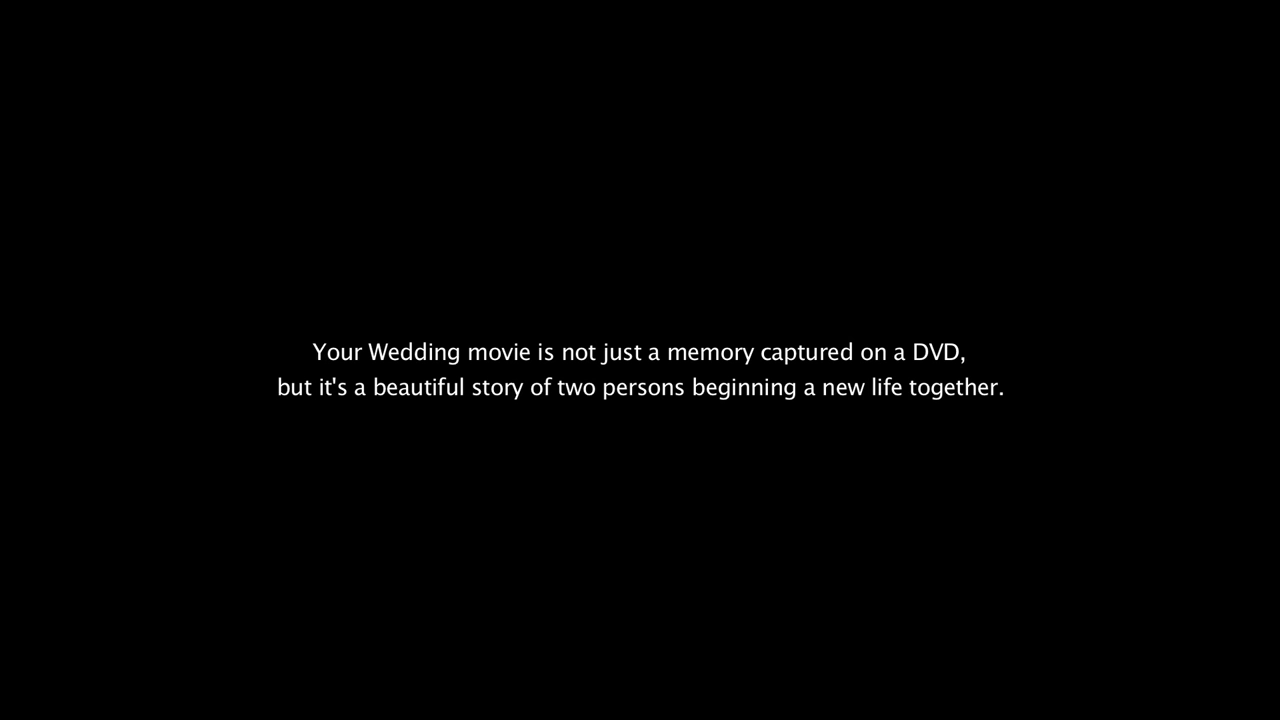 Your Wedding movie is not just a memory captured on a DVD,
but it's a beautiful story of two persons beginning a new life together.